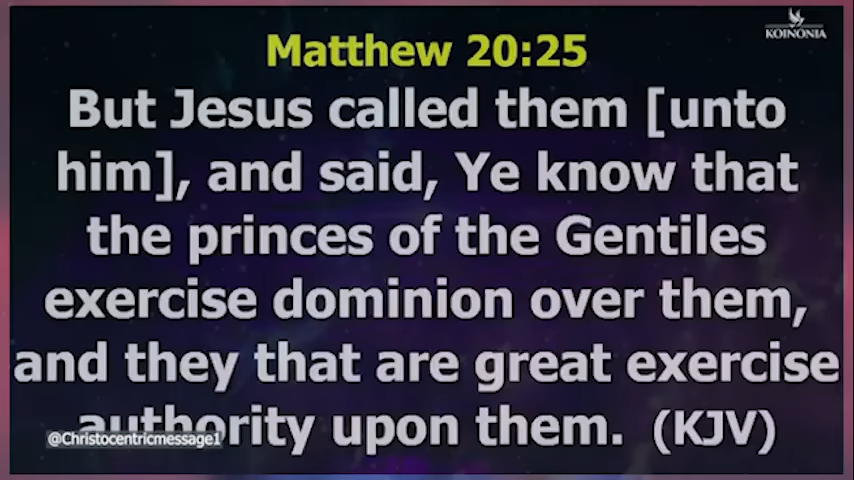 KOINONIA
Matthew 20:25
But Jesus called them [unto
him], and said, Ye know that
the princes of the Gentiles
exercise dominion over them,
and they that are great exercise
authority upon them. (KJV)
@Christocentricmessage1